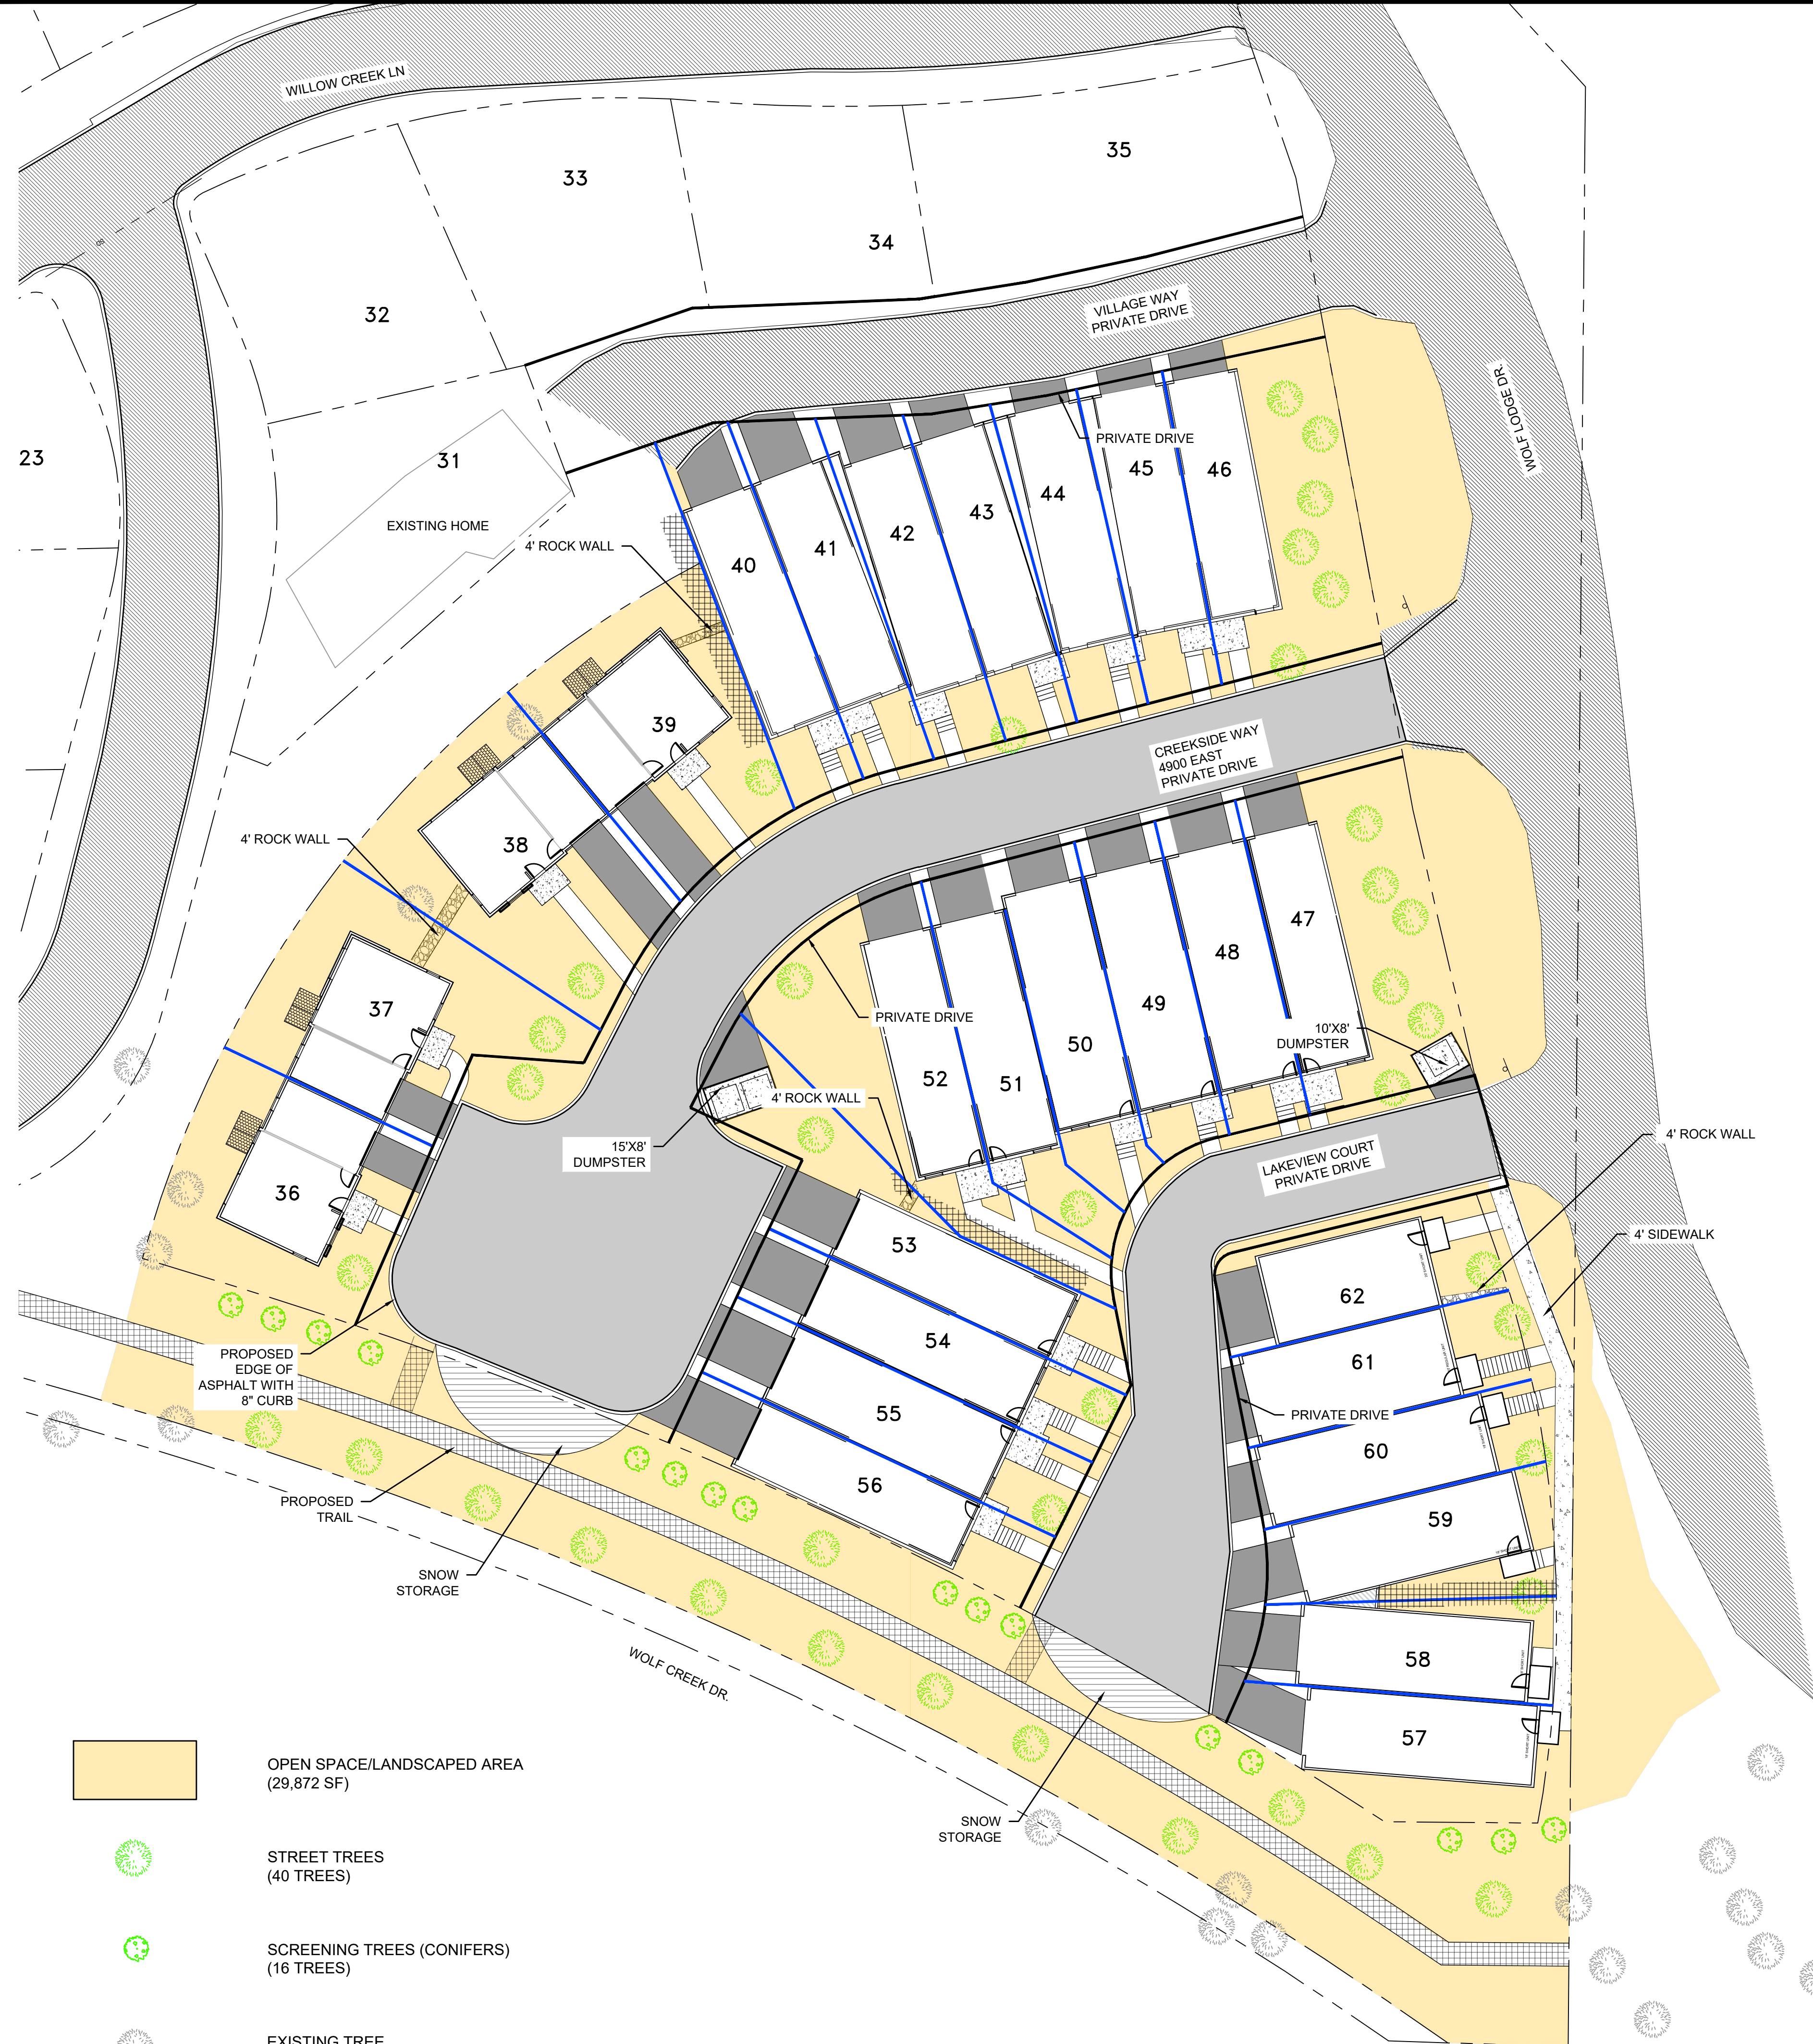 WILLOW CREEK LN
35
33
34
32
VILLAGE WAY
PRIVATE DRIVE
WOLF LODGE DR.
23
31
EXISTING HOME
PRIVATE DRIVE
46
45
44
43
42
41
40
4' ROCK WALL
39
38
4' ROCK WALL
CREEKSIDE WAY
4900 EAST
PRIVATE DRIVE
47
48
49
50
51
52
PRIVATE DRIVE
10'X8'
DUMPSTER
37
36
4' ROCK WALL
15'X8'
DUMPSTER
LAKEVIEW COURT
PRIVATE DRIVE
4' ROCK WALL
4' SIDEWALK
53
54
55
56
62
61
PRIVATE DRIVE
60
59
58
57
PROPOSED
EDGE OF
ASPHALT WITH
8" CURB
PROPOSED
TRAIL
SNOW
STORAGE
WOLF CREEK DR.
SNOW
STORAGE
OPEN SPACE/LANDSCAPED AREA
(29,872 SF)
STREET TREES
(40 TREES)
SCREENING TREES (CONIFERS)
(16 TREES)
EXISTING TREE